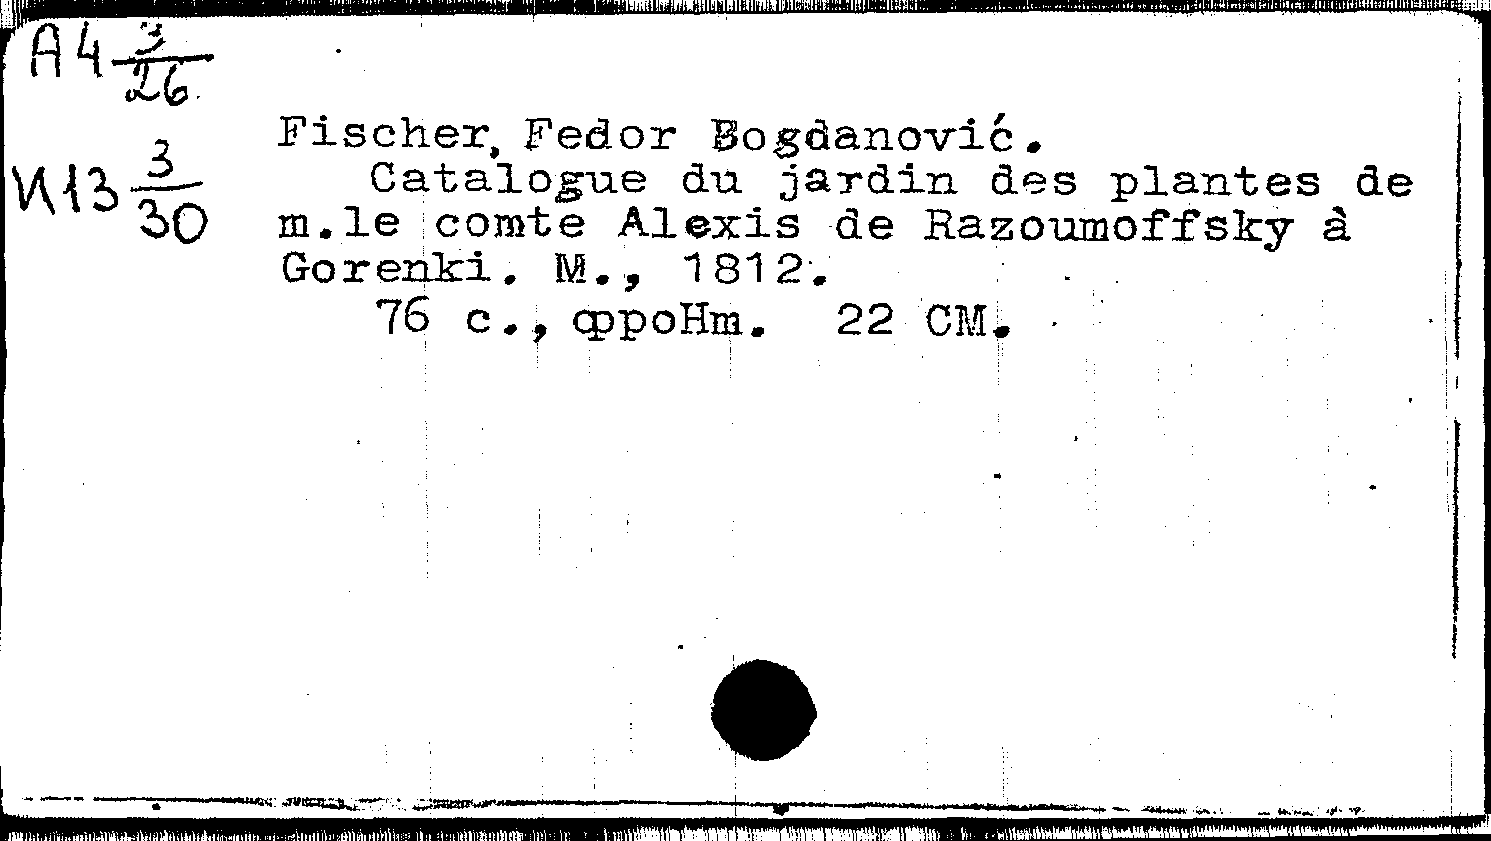 А4 3/26
Fischer, Fedor Bogdanović.
И13 3/30
Catalogue du jardin des plantes de
m.le comte Alexis de Razoumoffsky à
Gorenki. M., 1812.
76 с., фронт. 22 см.